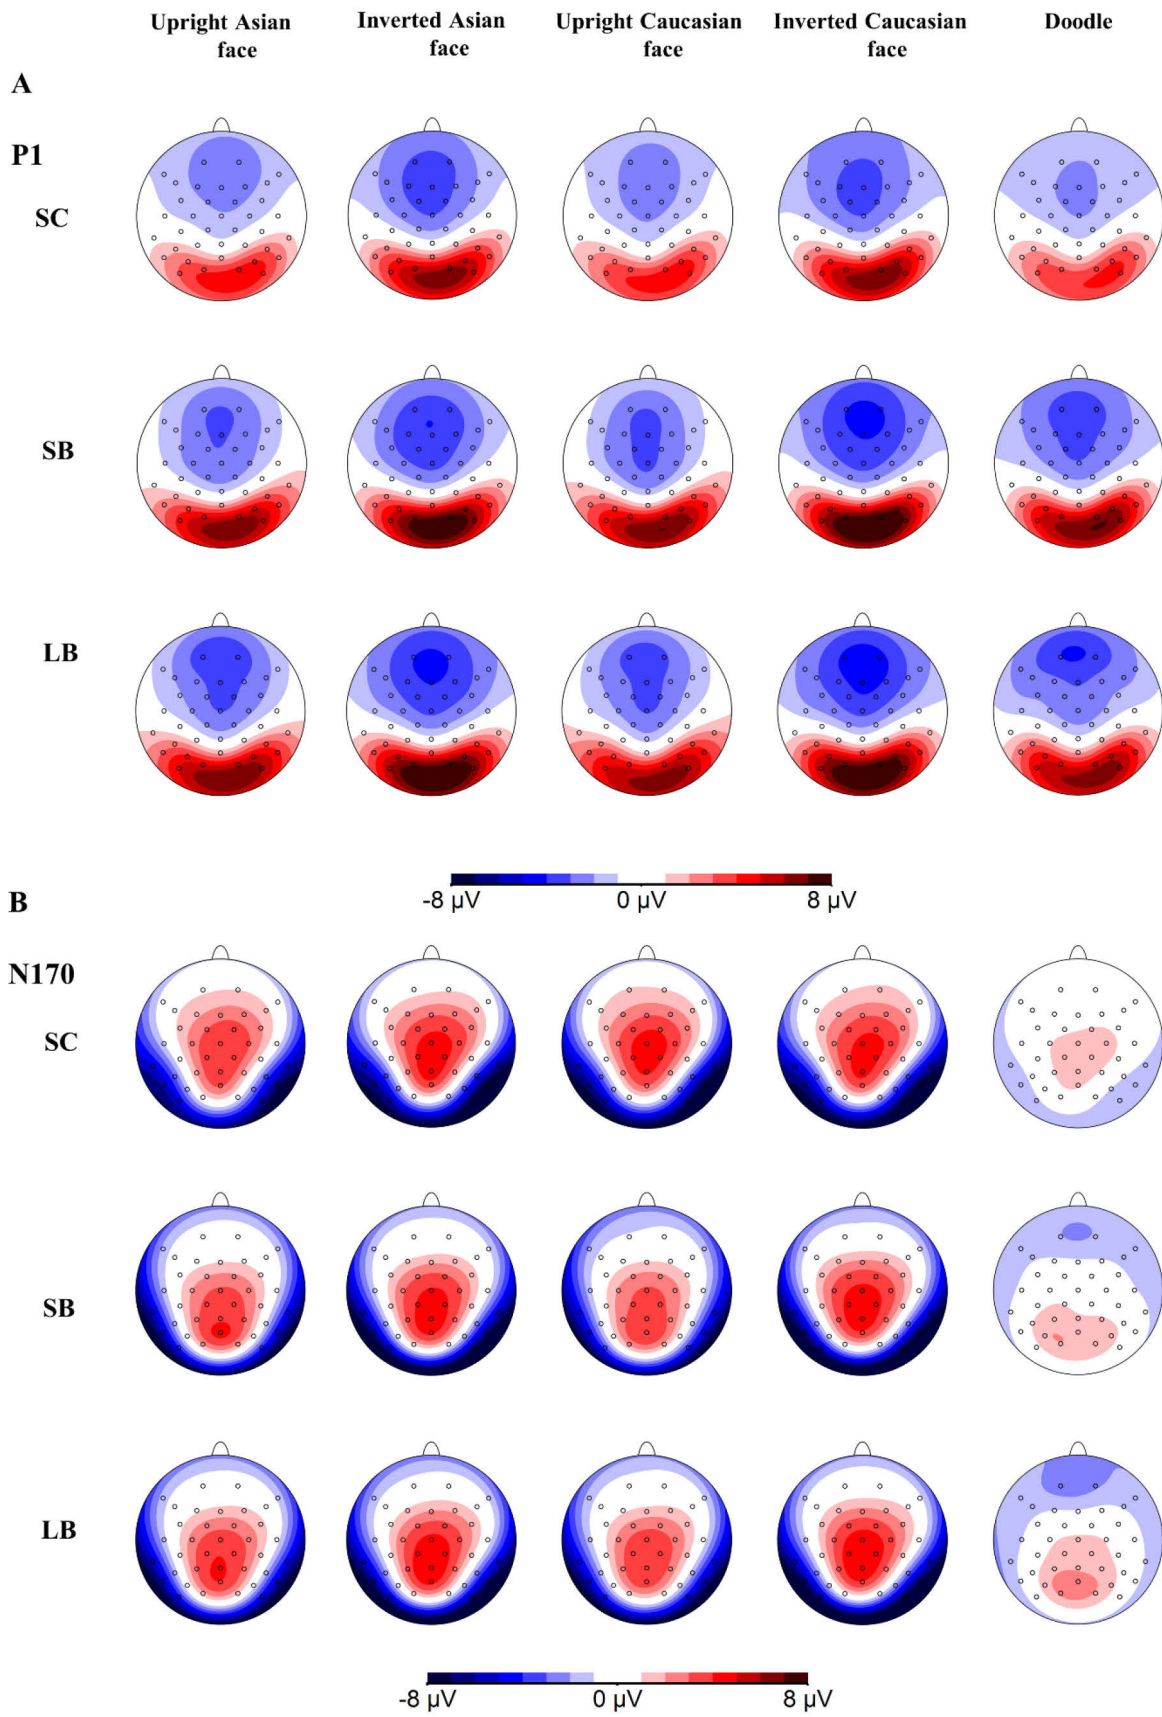 Upright Asian face
Inverted Asian face
Upright Caucasian face
Inverted Caucasian face
Doodle
A
P1
SC
SB
LB
-8 µV 0 µV 8 µV
B
N170
SC
SB
LB
-8 µV 0 µV 8 µV